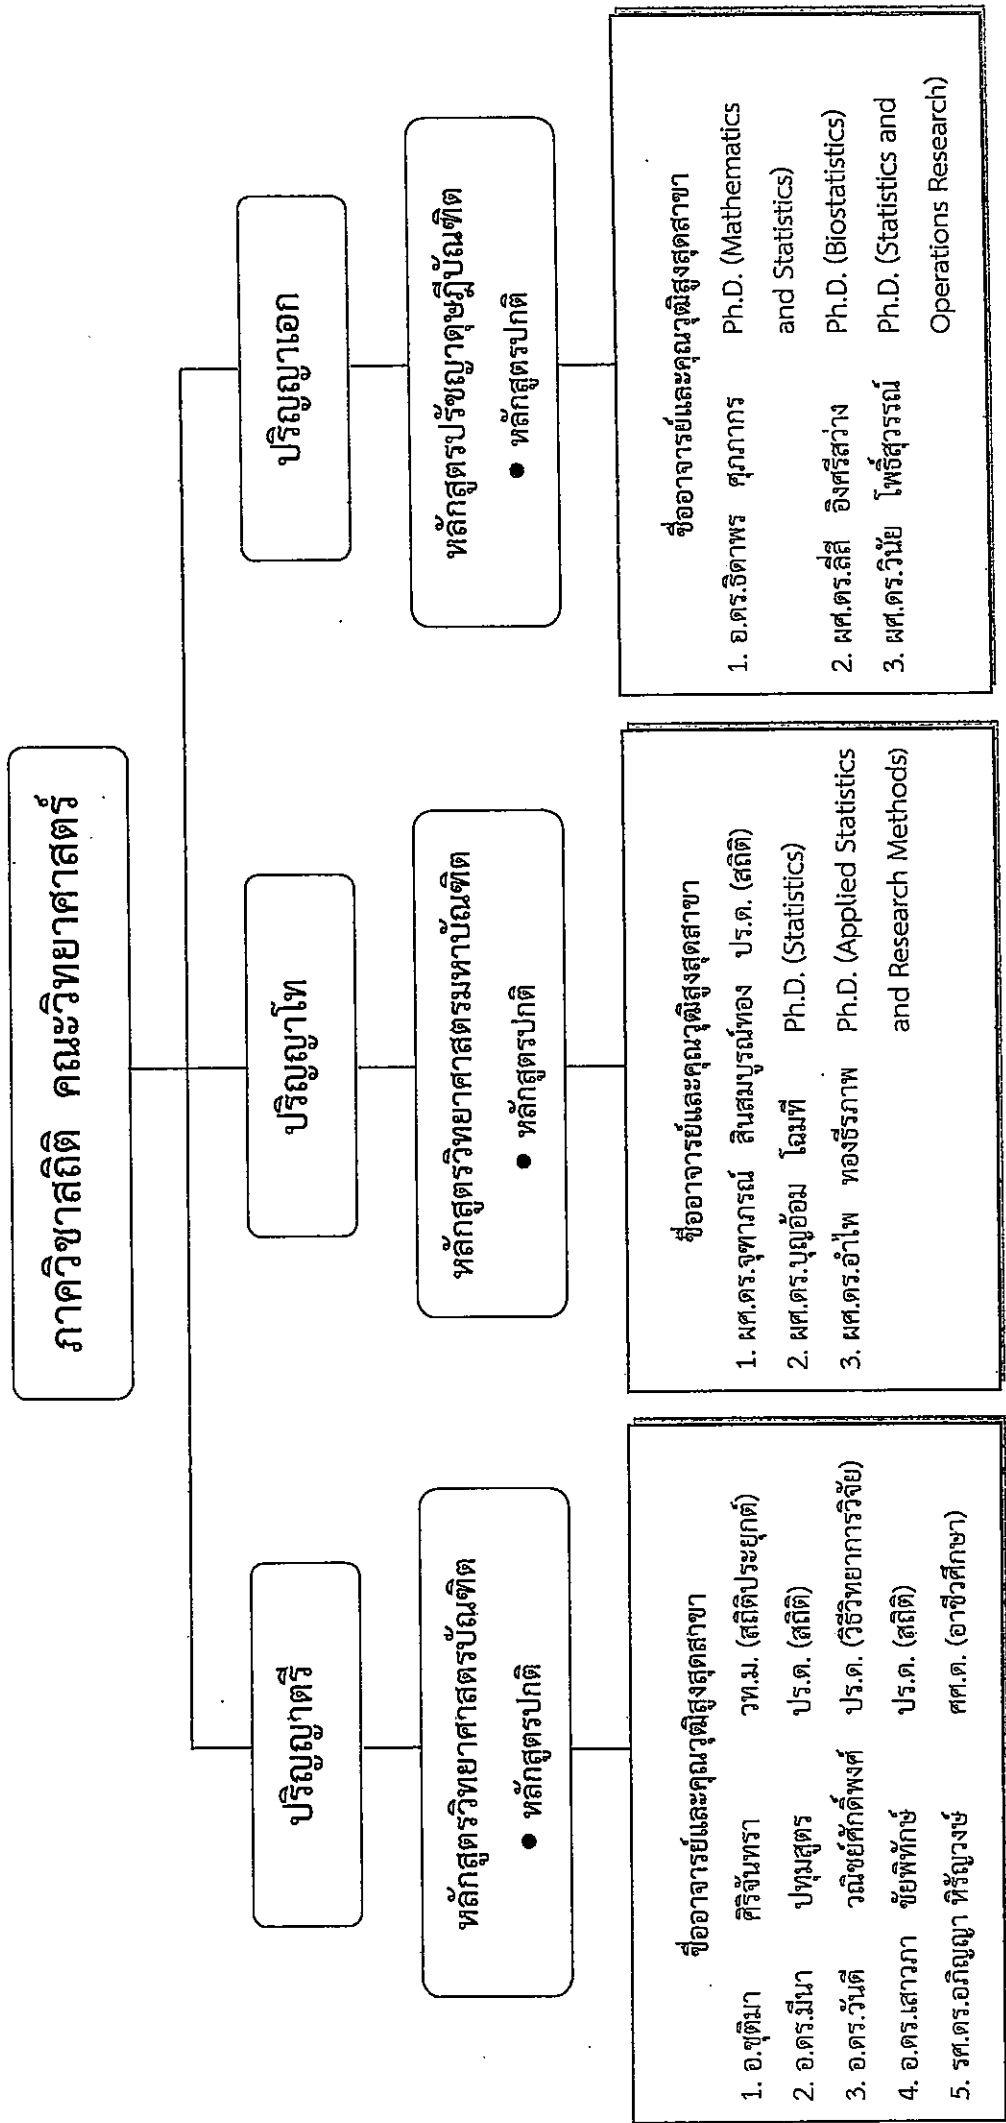 ภาควิชาสถิติ คณะวิทยาศาสตร์
ปริญญาตรี
หลักสูตรวิทยาศาสตรบัณฑิต
● หลักสูตรปกติ
ชื่ออาจารย์และคุณวุฒิสูงสุดสาขา
1. อ.ชุติมา ศิริจันทรา วท.ม. (สถิติประยุกต์)
2. อ.ดร.มีนา ปทุมสูตร ปร.ด. (สถิติ)
3. อ.ดร.วันดี วณิชย์ศักดิ์พงศ์ ปร.ด. (วิธีวิทยาการวิจัย)
4. อ.ดร.เสาวภา ชัยพิทักษ์ ปร.ด. (สถิติ)
5. รศ.ดร.อภิญญา หิรัญวงษ์ ศศ.ด. (อาชีวศึกษา)
ปริญญาโท
หลักสูตรวิทยาศาสตรมหาบัณฑิต
● หลักสูตรปกติ
ชื่ออาจารย์และคุณวุฒิสูงสุดสาขา
1. ผศ.ดร.จุฑาภรณ์ สินสมบูรณ์ทอง ปร.ด. (สถิติ)
2. ผศ.ดร.บุญอ้อม โฉมที Ph.D. (Statistics)
3. ผศ.ดร.อำไพ ทองธีรภาพ Ph.D. (Applied Statistics
and Research Methods)
ปริญญาเอก
หลักสูตรปรัชญาดุษฎีบัณฑิต
● หลักสูตรปกติ
ชื่ออาจารย์และคุณวุฒิสูงสุดสาขา
1. อ.ดร.ธิดาพร ศุภภากร Ph.D. (Mathematics
and Statistics)
2. ผศ.ดร.ลี่ลี อิงศรีสว่าง Ph.D. (Biostatistics)
3. ผศ.ดร.วินัย โพธิ์สุวรรณ์ Ph.D. (Statistics and
Operations Research)